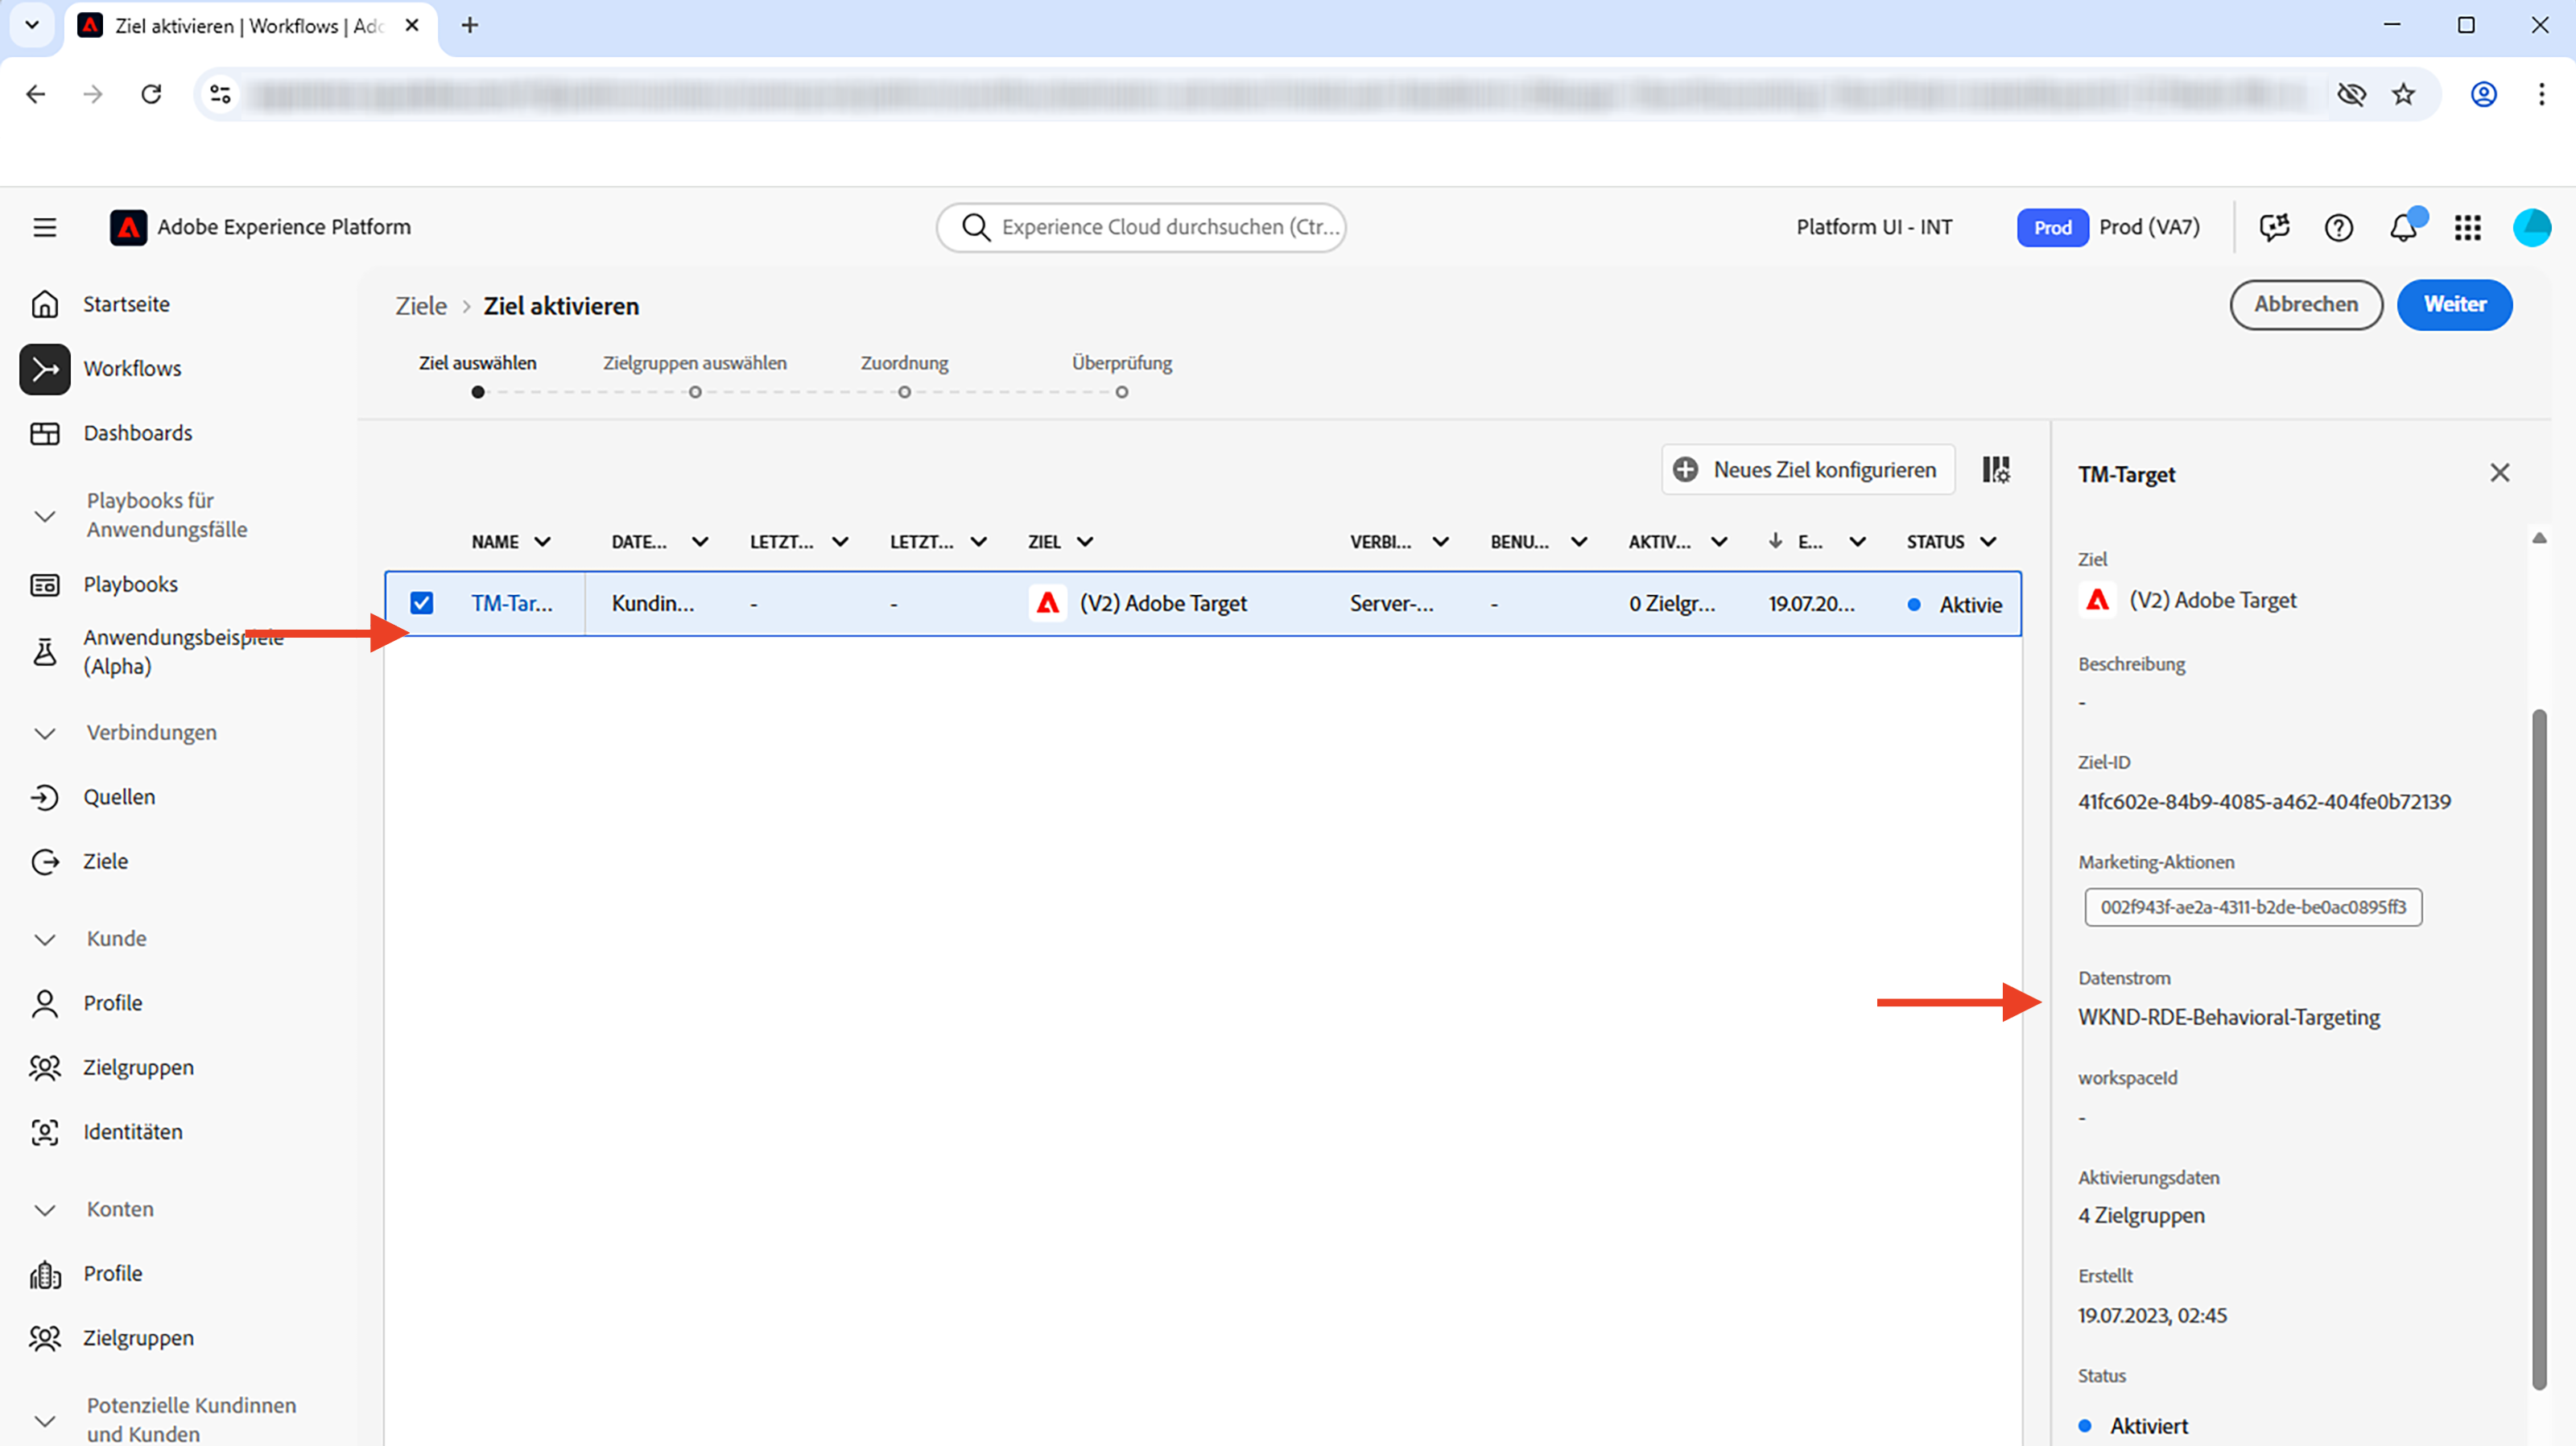 Ziel aktivieren | Workflows | Ado
Adobe Experience Platform
Experience Cloud durchsuchen (Ctr...
Platform UI - INT
Prod
Prod (VA7)
Startseite
Workflows
Dashboards
Playbooks für
Anwendungsfälle
Playbooks
Anwendungsbeispiele
(Alpha)
Verbindungen
Quellen
Ziele
Kunde
Profile
Zielgruppen
Identitäten
Konten
Profile
Zielgruppen
Potenzielle Kundinnen
und Kunden
Ziele > Ziel aktivieren
Abbrechen
Weiter
Ziel auswählen
Zielgruppen auswählen
Zuordnung
Überprüfung
Neues Ziel konfigurieren
NAME DATE... LETZT... LETZT... ZIEL VERBI... BENU... AKTIV... E... STATUS
TM-Tar... Kundin... - - (V2) Adobe Target Server-... - 0 Zielgr... 19.07.20... Aktivie
TM-Target
Ziel
(V2) Adobe Target
Beschreibung
-
Ziel-ID
41fc602e-84b9-4085-a462-404fe0b72139
Marketing-Aktionen
002f943f-ae2a-4311-b2de-be0ac0895ff3
Datenstrom
WKND-RDE-Behavioral-Targeting
workspaceId
-
Aktivierungsdaten
4 Zielgruppen
Erstellt
19.07.2023, 02:45
Status
Aktiviert